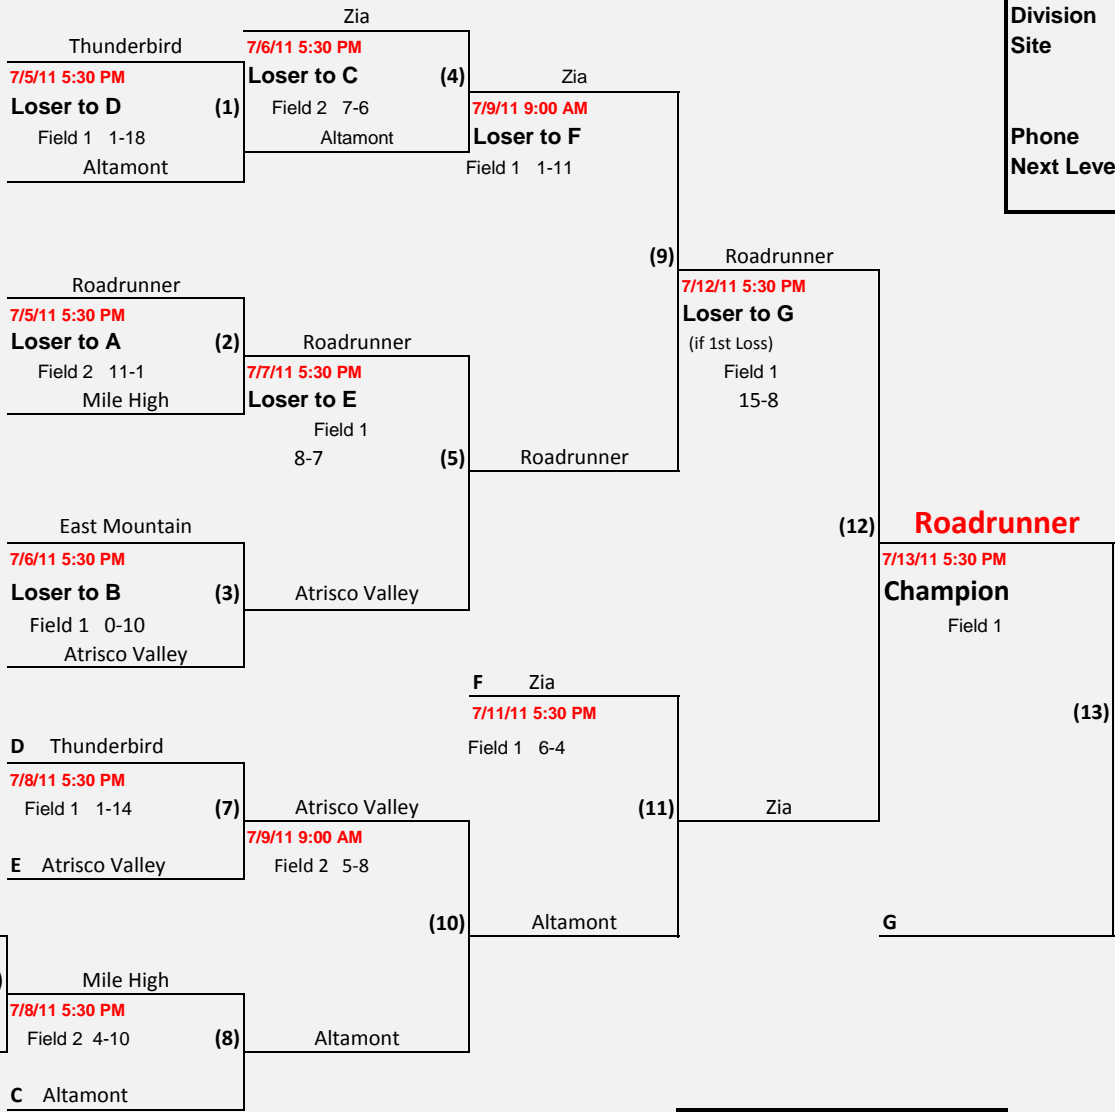 Zia
Division
Thunderbird
7/6/11 5:30 PM
Site
7/5/11 5:30 PM
Loser to C
(4)
Zia
Loser to D
(1)
Field 2 7-6
7/9/11 9:00 AM
Field 1 1-18
Altamont
Loser to F
Phone
Altamont
Field 1 1-11
Next Leve
(9)
Roadrunner
Roadrunner
7/12/11 5:30 PM
7/5/11 5:30 PM
Loser to G
Loser to A
(2)
Roadrunner
(if 1st Loss)
Field 2 11-1
7/7/11 5:30 PM
Field 1
Mile High
Loser to E
15-8
Field 1
8-7
(5)
Roadrunner
East Mountain
(12)
Roadrunner
7/6/11 5:30 PM
7/13/11 5:30 PM
Loser to B
(3)
Atrisco Valley
Champion
Field 1 0-10
Field 1
Atrisco Valley
F Zia
7/11/11 5:30 PM
(13)
D Thunderbird
Field 1 6-4
7/8/11 5:30 PM
Field 1 1-14
(7)
Atrisco Valley
(11)
Zia
7/9/11 9:00 AM
E Atrisco Valley
Field 2 5-8
(10)
Altamont
G
)
Mile High
7/8/11 5:30 PM
Field 2 4-10
(8)
Altamont
C Altamont